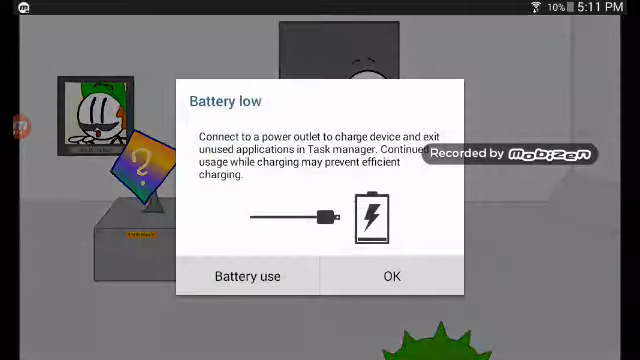 10% 5:11 PM
Battery low
Connect to a power outlet to charge device and exit
unused applications in Task manager. Continued
usage while charging may prevent efficient
charging.
Recorded by MOBIZEN
?
Battery use OK